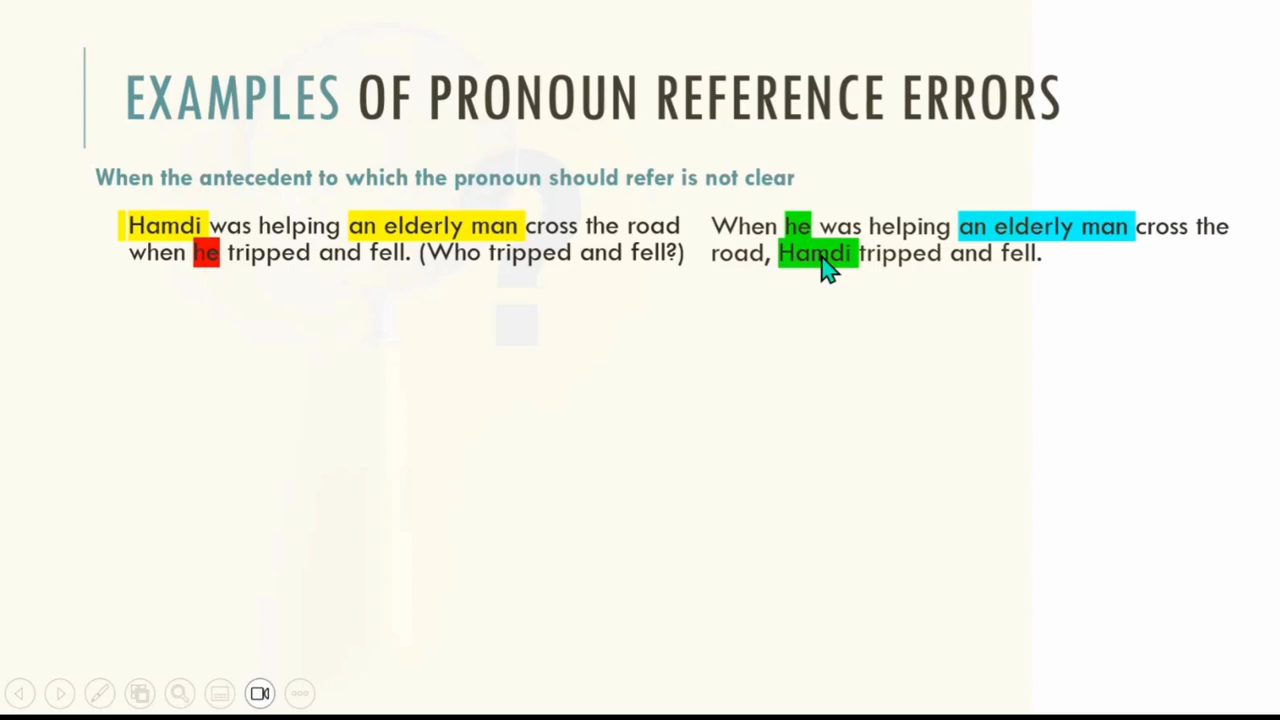 EXAMPLES OF PRONOUN REFERENCE ERRORS
When the antecedent to which the pronoun should refer is not clear
Hamdi was helping an elderly man cross the road
when he tripped and fell. (Who tripped and fell?)
When he was helping an elderly man cross the
road, Hamdi tripped and fell.
?